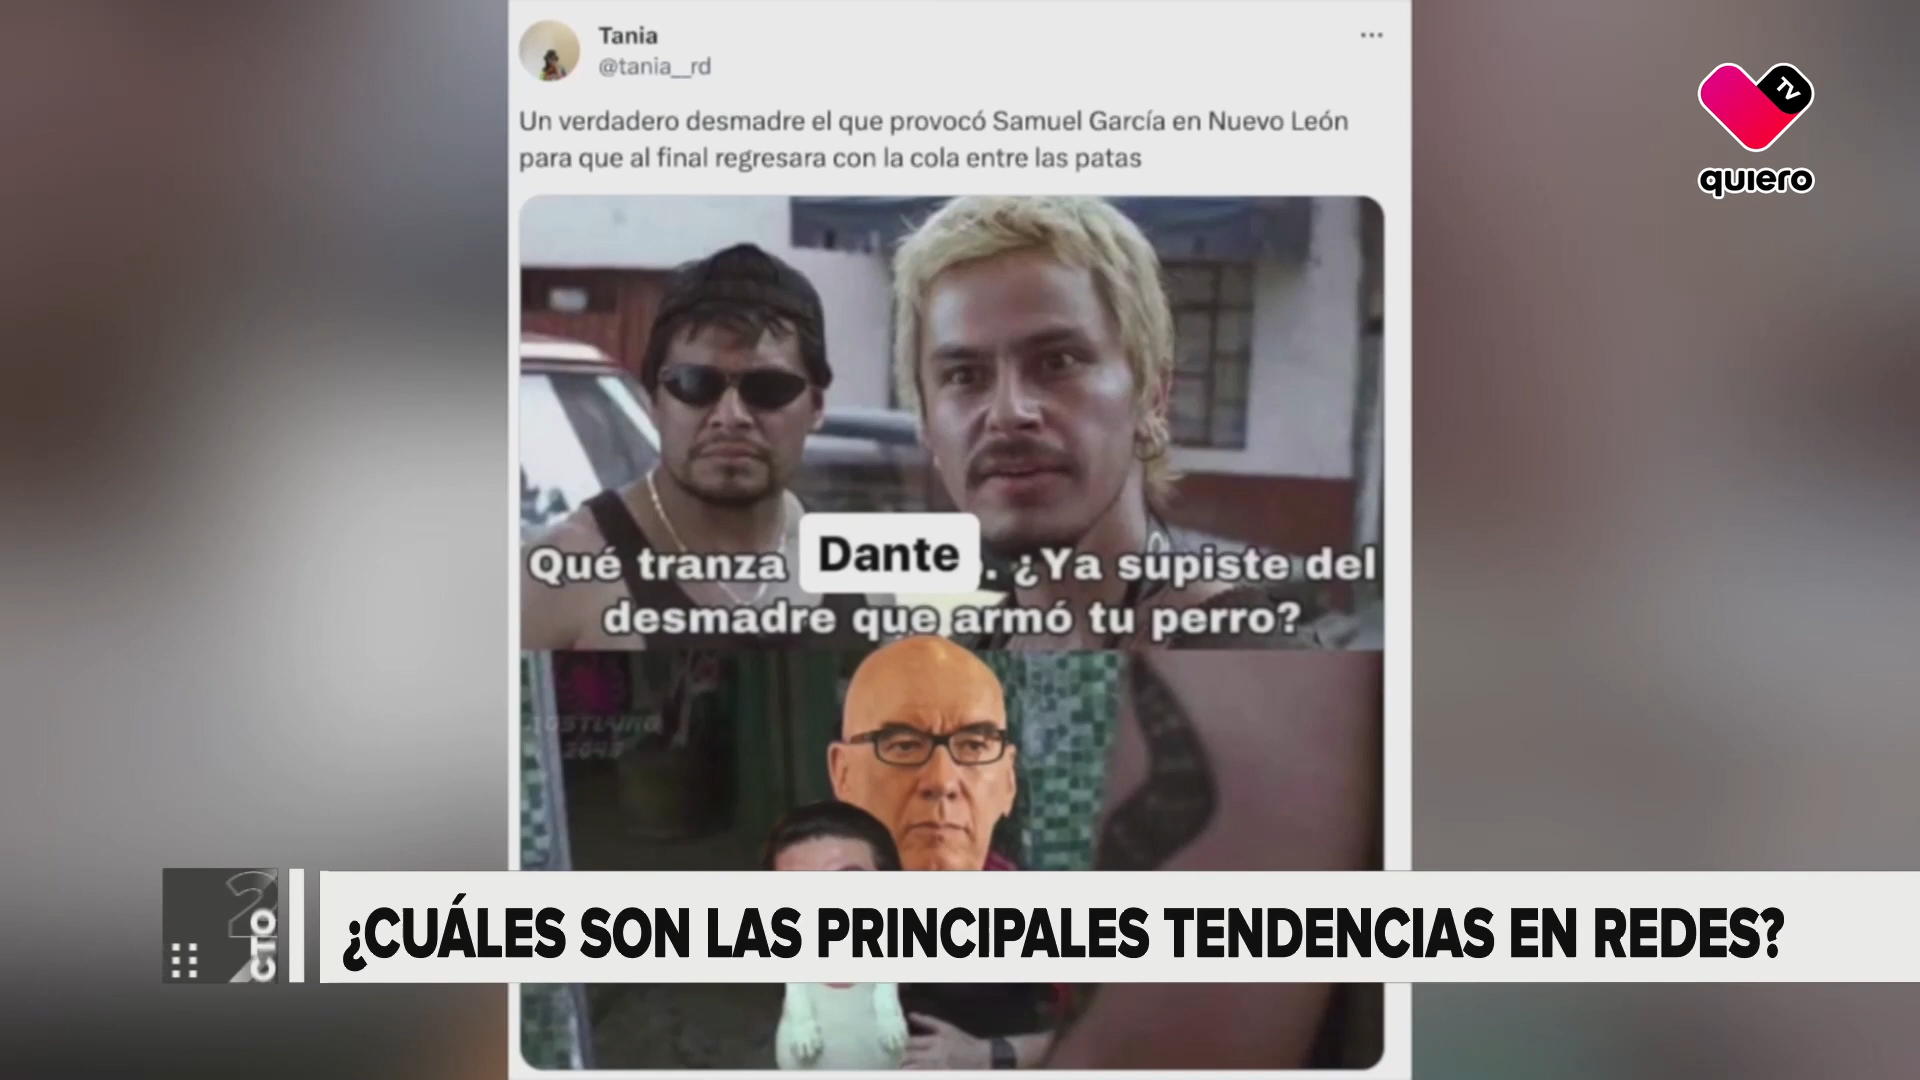 Tania
@tania__rd
Un verdadero desmadre el que provocó Samuel García en Nuevo León
para que al final regresara con la cola entre las patas
TV
quiero
Qué tranza Dante . ¿Ya supiste del
desmadre que armó tu perro?
2
CTO
¿CUÁLES SON LAS PRINCIPALES TENDENCIAS EN REDES?